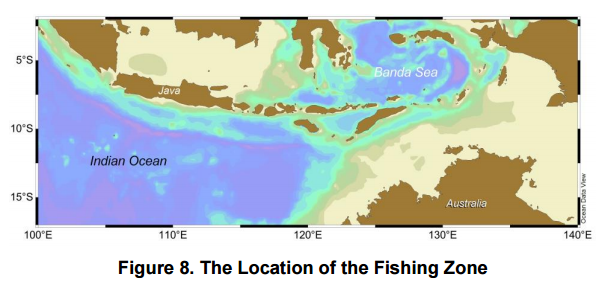 5°S
Banda Sea
Java
10°S
Indian Ocean
15°S
Australia
Ocean Data View
100°E
110°E
120°E
130°E
140°E
Figure 8. The Location of the Fishing Zone